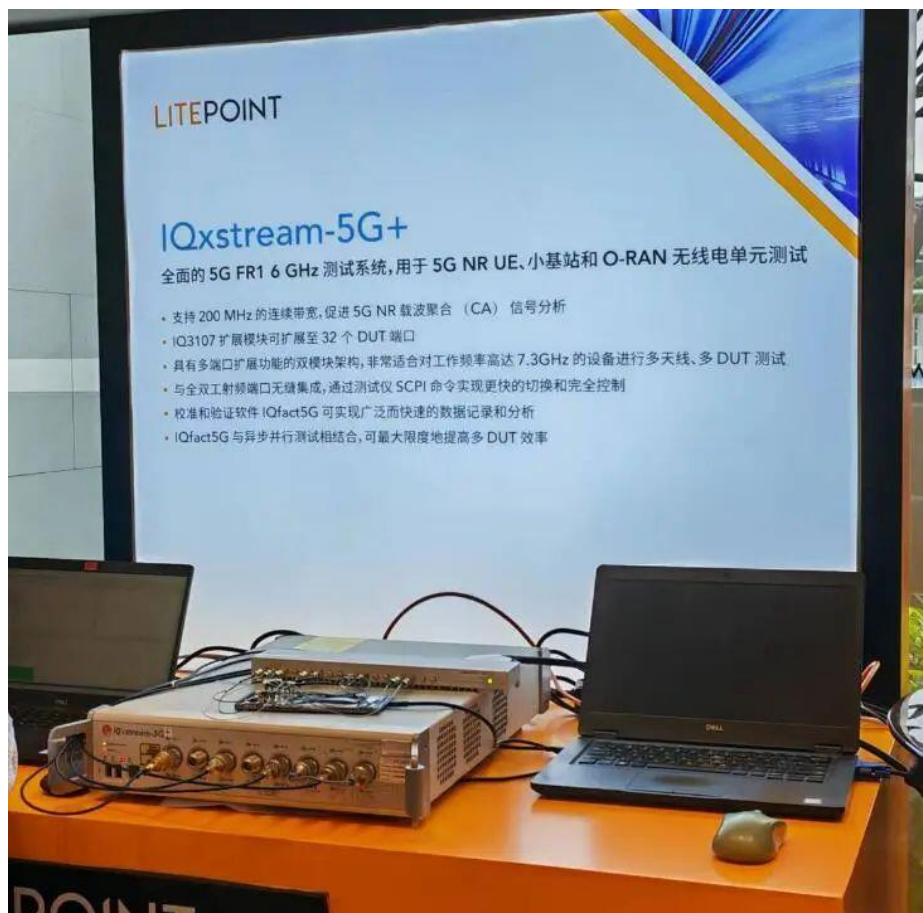 LITEPOINT
IQxstream-5G+
全面的 5G FR1 6 GHz 测试系统,用于 5G NR UE、小基站和 O-RAN 无线电单元测试
• 支持 200 MHz 的连续带宽,促进 5G NR 载波聚合 (CA) 信号分析
• IQ3107 扩展模块可扩展至 32 个 DUT 端口
• 具有多端口扩展功能的双模块架构,非常适合对工作频率高达 7.3GHz 的设备进行多天线、多 DUT 测试
• 与全双工射频端口无缝集成,通过测试仪 SCPI 命令实现更快的切换和完全控制
• 校准和验证软件 IQfact5G 可实现广泛而快速的数据记录和分析
• IQfact5G 与异步并行测试相结合,可最大限度地提高多 DUT 效率
IQxstream-5G+
DELL
POINT